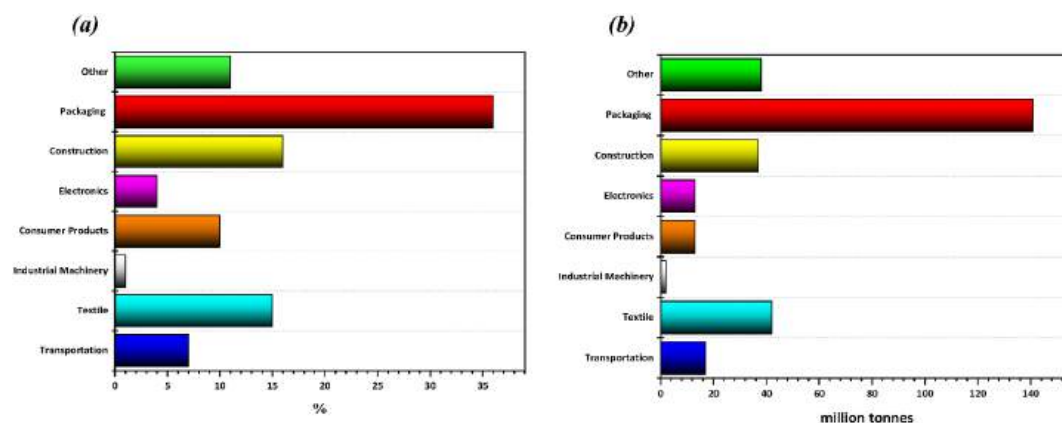 (a)
Other
Packaging
Construction
Electronics
Consumer Products
Industrial Machinery
Textile
Transportation
0 5 10 15 20 25 30 35
%
(b)
Other
Packaging
Construction
Electronics
Consumer Products
Industrial Machinery
Textile
Transportation
0 20 40 60 80 100 120 140
million tonnes